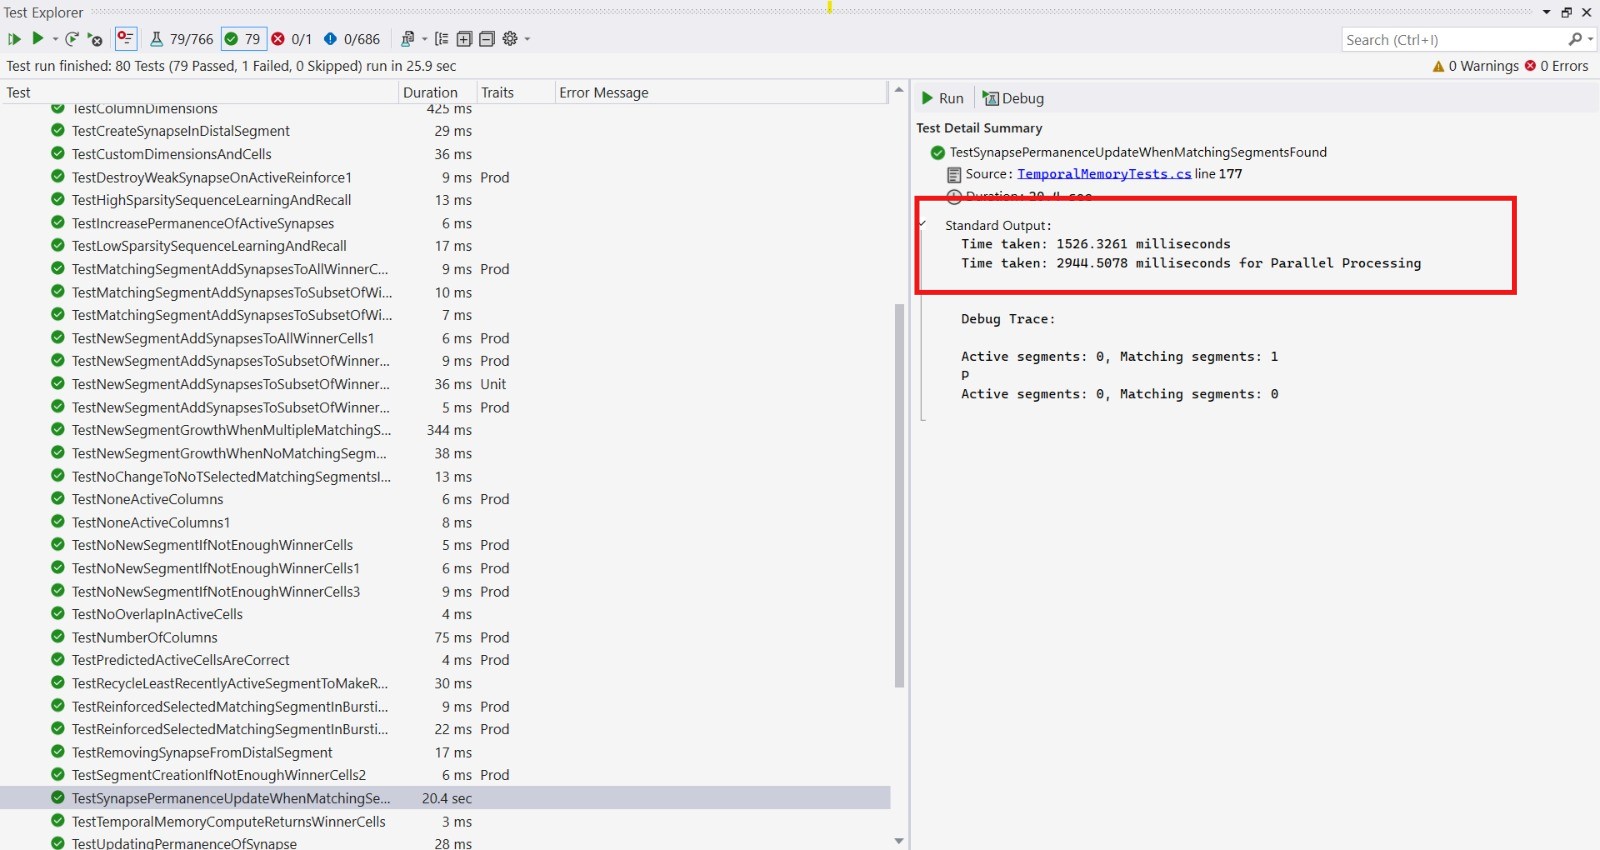 Test Explorer
79/766 79 0/1 0/686
Search (Ctrl+I)
Test run finished: 80 Tests (79 Passed, 1 Failed, 0 Skipped) run in 25.9 sec
0 Warnings 0 Errors
Test Duration Traits Error Message
TestColumnDimensions 425 ms
TestCreateSynapseInDistalSegment 29 ms
TestCustomDimensionsAndCells 36 ms
TestDestroyWeakSynapseOnActiveReinforce1 9 ms Prod
TestHighSparsitySequenceLearningAndRecall 13 ms
TestIncreasePermanenceOfActiveSynapses 6 ms
TestLowSparsitySequenceLearningAndRecall 17 ms
TestMatchingSegmentAddSynapsesToAllWinnerC... 9 ms Prod
TestMatchingSegmentAddSynapsesToSubsetOfWi... 10 ms
TestMatchingSegmentAddSynapsesToSubsetOfWi... 7 ms
TestNewSegmentAddSynapsesToAllWinnerCells1 6 ms Prod
TestNewSegmentAddSynapsesToSubsetOfWinner... 9 ms Prod
TestNewSegmentAddSynapsesToSubsetOfWinner... 36 ms Unit
TestNewSegmentAddSynapsesToSubsetOfWinner... 5 ms Prod
TestNewSegmentGrowthWhenMultipleMatchingS... 344 ms
TestNewSegmentGrowthWhenNoMatchingSegm... 38 ms
TestNoChangeToNoTSelectedMatchingSegmentsI... 13 ms
TestNoneActiveColumns 6 ms Prod
TestNoneActiveColumns1 8 ms
TestNoNewSegmentIfNotEnoughWinnerCells 5 ms Prod
TestNoNewSegmentIfNotEnoughWinnerCells1 6 ms Prod
TestNoNewSegmentIfNotEnoughWinnerCells3 9 ms Prod
TestNoOverlapInActiveCells 4 ms
TestNumberOfColumns 75 ms Prod
TestPredictedActiveCellsAreCorrect 4 ms Prod
TestRecycleLeastRecentlyActiveSegmentToMakeR... 30 ms
TestReinforcedSelectedMatchingSegmentInBursti... 9 ms Prod
TestReinforcedSelectedMatchingSegmentInBursti... 22 ms Prod
TestRemovingSynapseFromDistalSegment 17 ms
TestSegmentCreationIfNotEnoughWinnerCells2 6 ms Prod
TestSynapsePermanenceUpdateWhenMatchingSe... 20.4 sec
TestTemporalMemoryComputeReturnsWinnerCells 3 ms
TestUpdatingPermanenceOfSynapse 28 ms
Run Debug
Test Detail Summary
TestSynapsePermanenceUpdateWhenMatchingSegmentsFound
Source: TemporalMemoryTests.cs line 177
Duration: 20.4 sec
Standard Output:
Time taken: 1526.3261 milliseconds
Time taken: 2944.5078 milliseconds for Parallel Processing
Debug Trace:
Active segments: 0, Matching segments: 1
P
Active segments: 0, Matching segments: 0